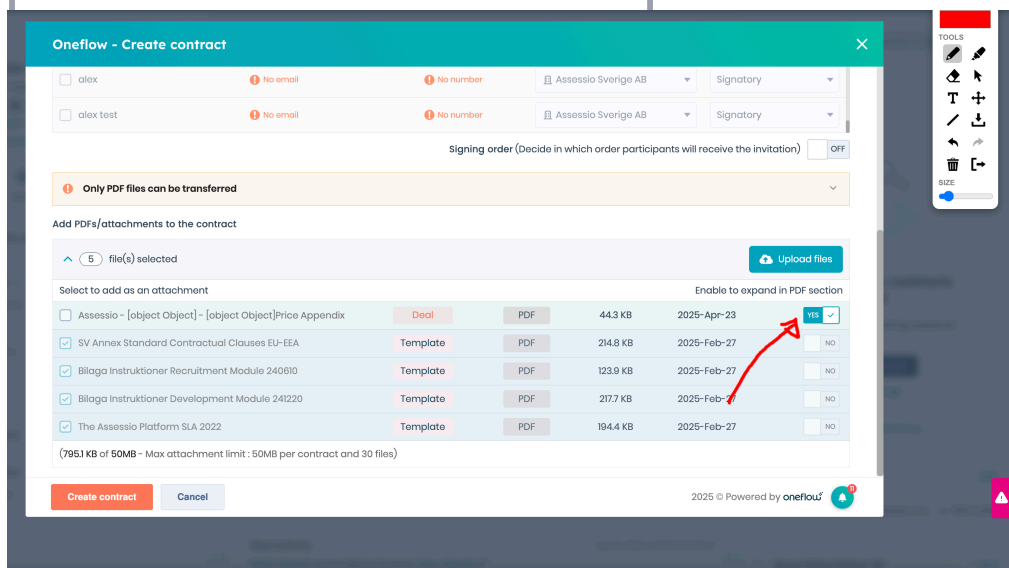 Oneflow - Create contract
TOOLS
alex No email No number Assessio Sverige AB Signatory
alex test No email No number Assessio Sverige AB Signatory
Signing order (Decide in which order participants will receive the invitation) OFF
T
SIZE
Only PDF files can be transferred
Add PDFs/attachments to the contract
5 file(s) selected Upload files
Select to add as an attachment Enable to expand in PDF section
Assessio - [object Object] - [object Object]Price Appendix Deal PDF 44.3 KB 2025-Apr-23 YES
SV Annex Standard Contractual Clauses EU-EEA Template PDF 214.8 KB 2025-Feb-27 NO
Bilaga Instruktioner Recruitment Module 240610 Template PDF 123.9 KB 2025-Feb-27 NO
Bilaga Instruktioner Development Module 241220 Template PDF 217.7 KB 2025-Feb-27 NO
The Assessio Platform SLA 2022 Template PDF 194.4 KB 2025-Feb-27 NO
(795.1 KB of 50MB - Max attachment limit : 50MB per contract and 30 files)
Create contract Cancel 2025 © Powered by oneflow